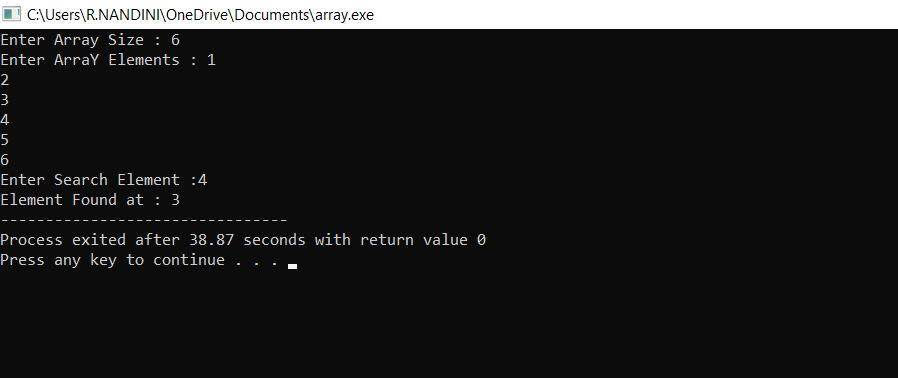 C:\Users\R.NANDINI\OneDrive\Documents\array.exe
Enter Array Size : 6
Enter ArraY Elements : 1
2
3
4
5
6
Enter Search Element :4
Element Found at : 3
--------------------------------
Process exited after 38.87 seconds with return value 0
Press any key to continue . . .